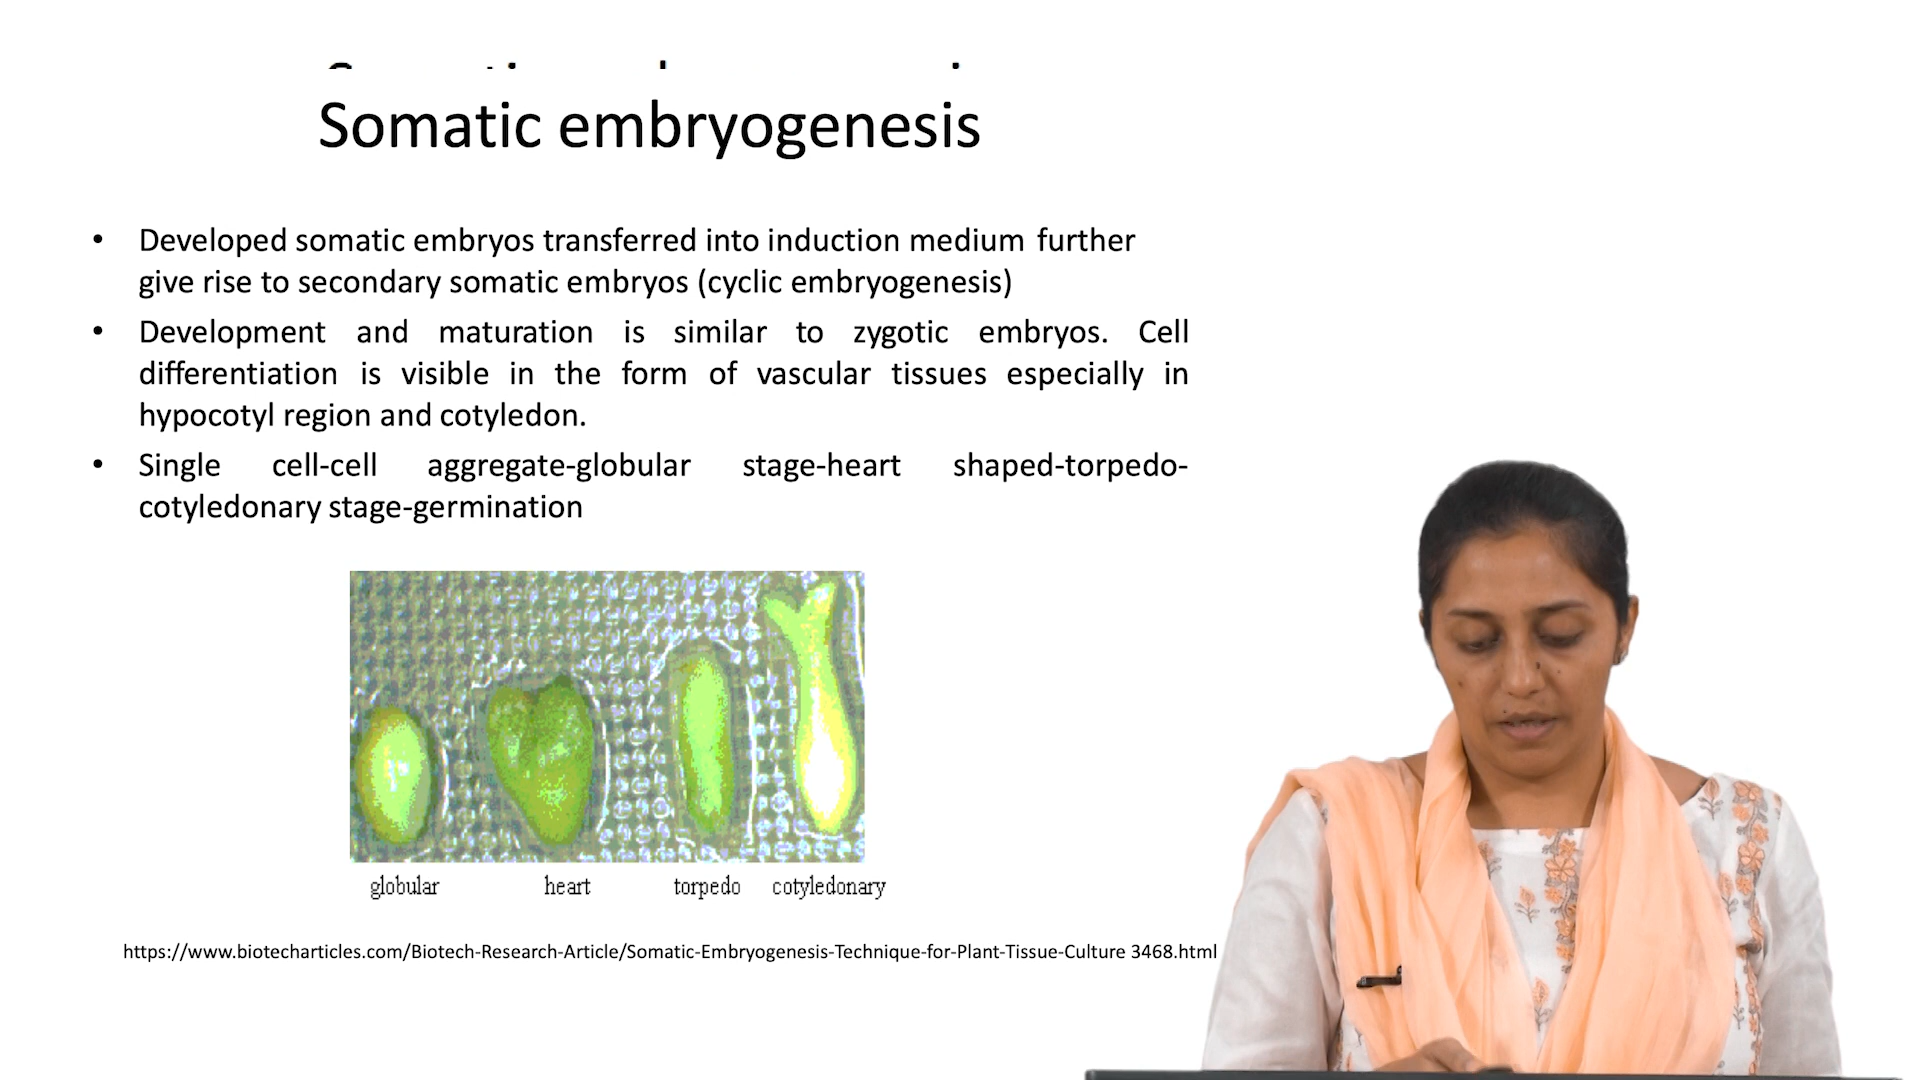 Somatic embryogenesis
• Developed somatic embryos transferred into induction medium further
give rise to secondary somatic embryos (cyclic embryogenesis)
• Development and maturation is similar to zygotic embryos. Cell
differentiation is visible in the form of vascular tissues especially in
hypocotyl region and cotyledon.
• Single cell-cell aggregate-globular stage-heart shaped-torpedo-
cotyledonary stage-germination
globular heart torpedo cotyledonary
https://www.biotecharticles.com/Biotech-Research-Article/Somatic-Embryogenesis-Technique-for-Plant-Tissue-Culture 3468.html